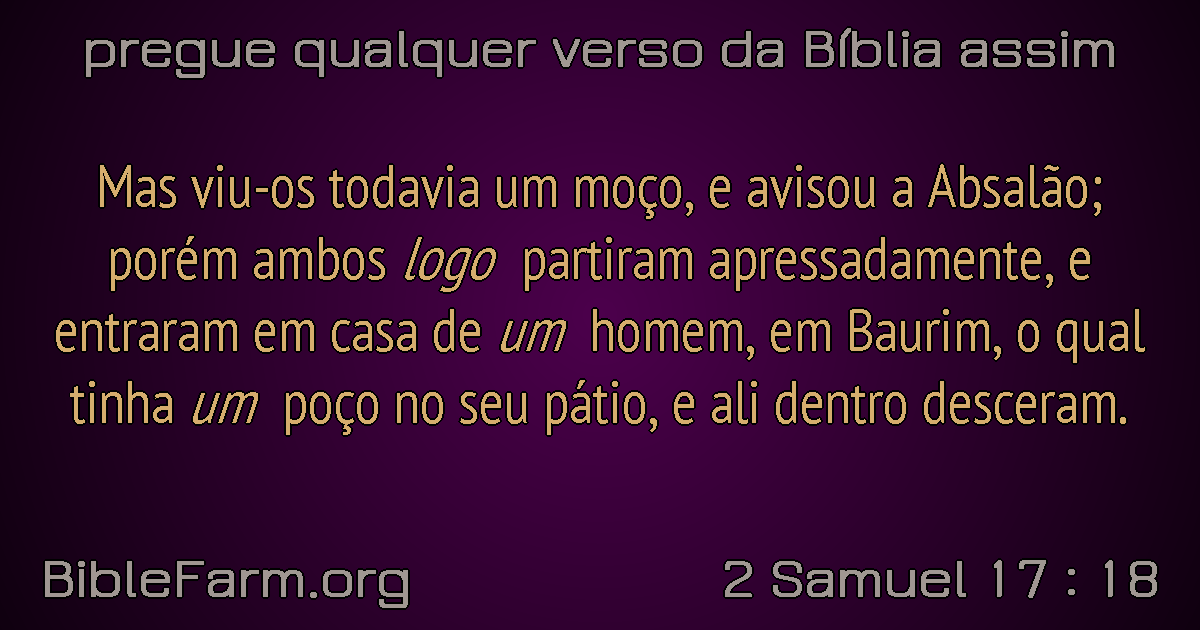 pregue qualquer verso da Bíblia assim
Mas viu-os todavia um moço, e avisou a Absalão;
porém ambos logo partiram apressadamente, e
entraram em casa de um homem, em Baurim, o qual
tinha um poço no seu pátio, e ali dentro desceram.
BibleFarm.org
2 Samuel 17 : 18